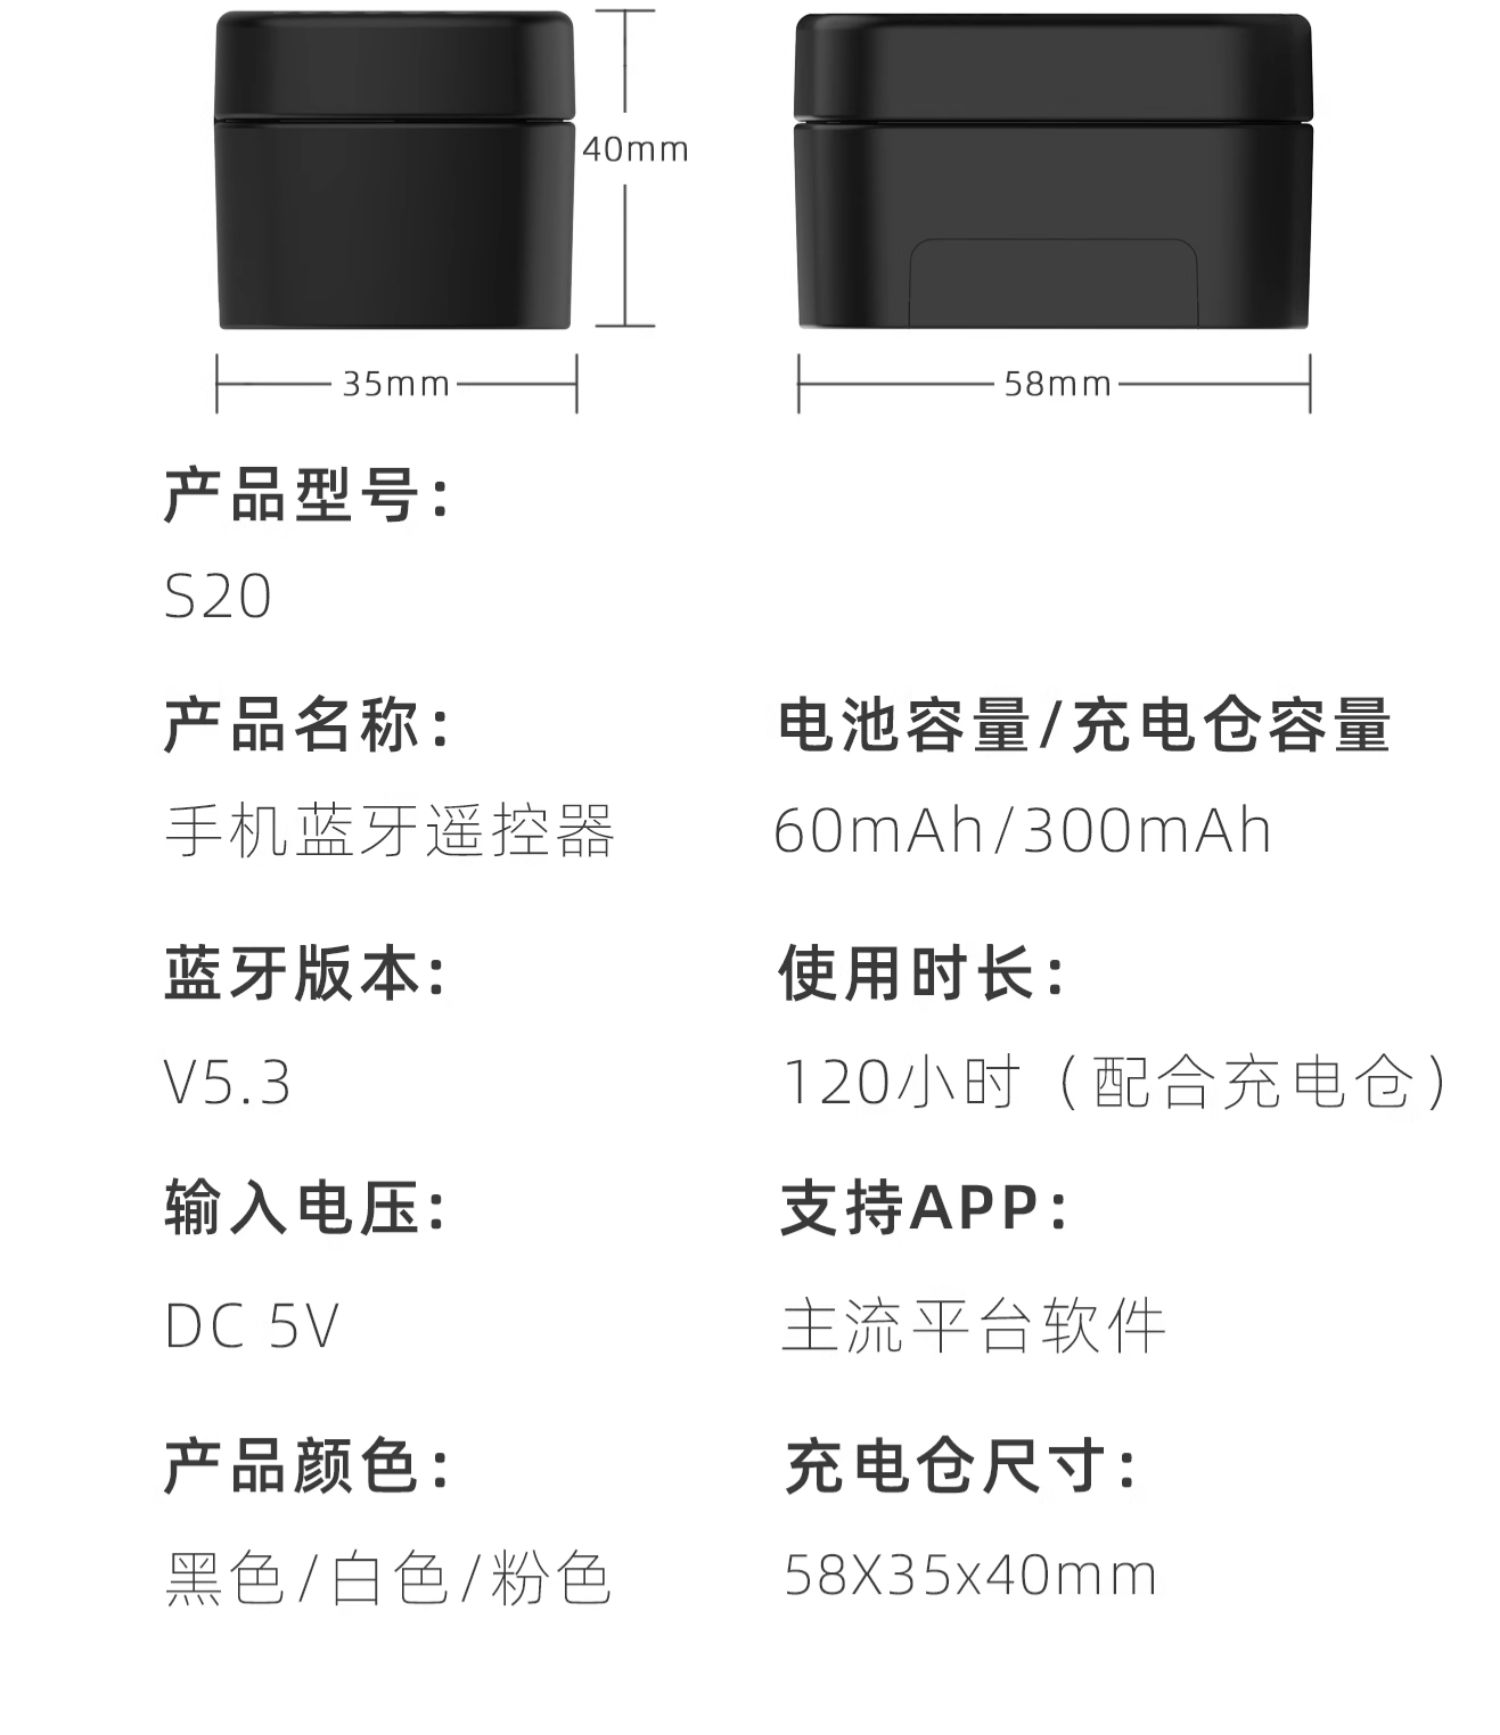 40mm
35mm
58mm
产品型号：
S20
产品名称：
手机蓝牙遥控器
电池容量/充电仓容量
60mAh/300mAh
蓝牙版本：
V5.3
使用时长：
120小时（配合充电仓）
输入电压：
DC 5V
支持APP：
主流平台软件
产品颜色：
黑色/白色/粉色
充电仓尺寸：
58X35x40mm